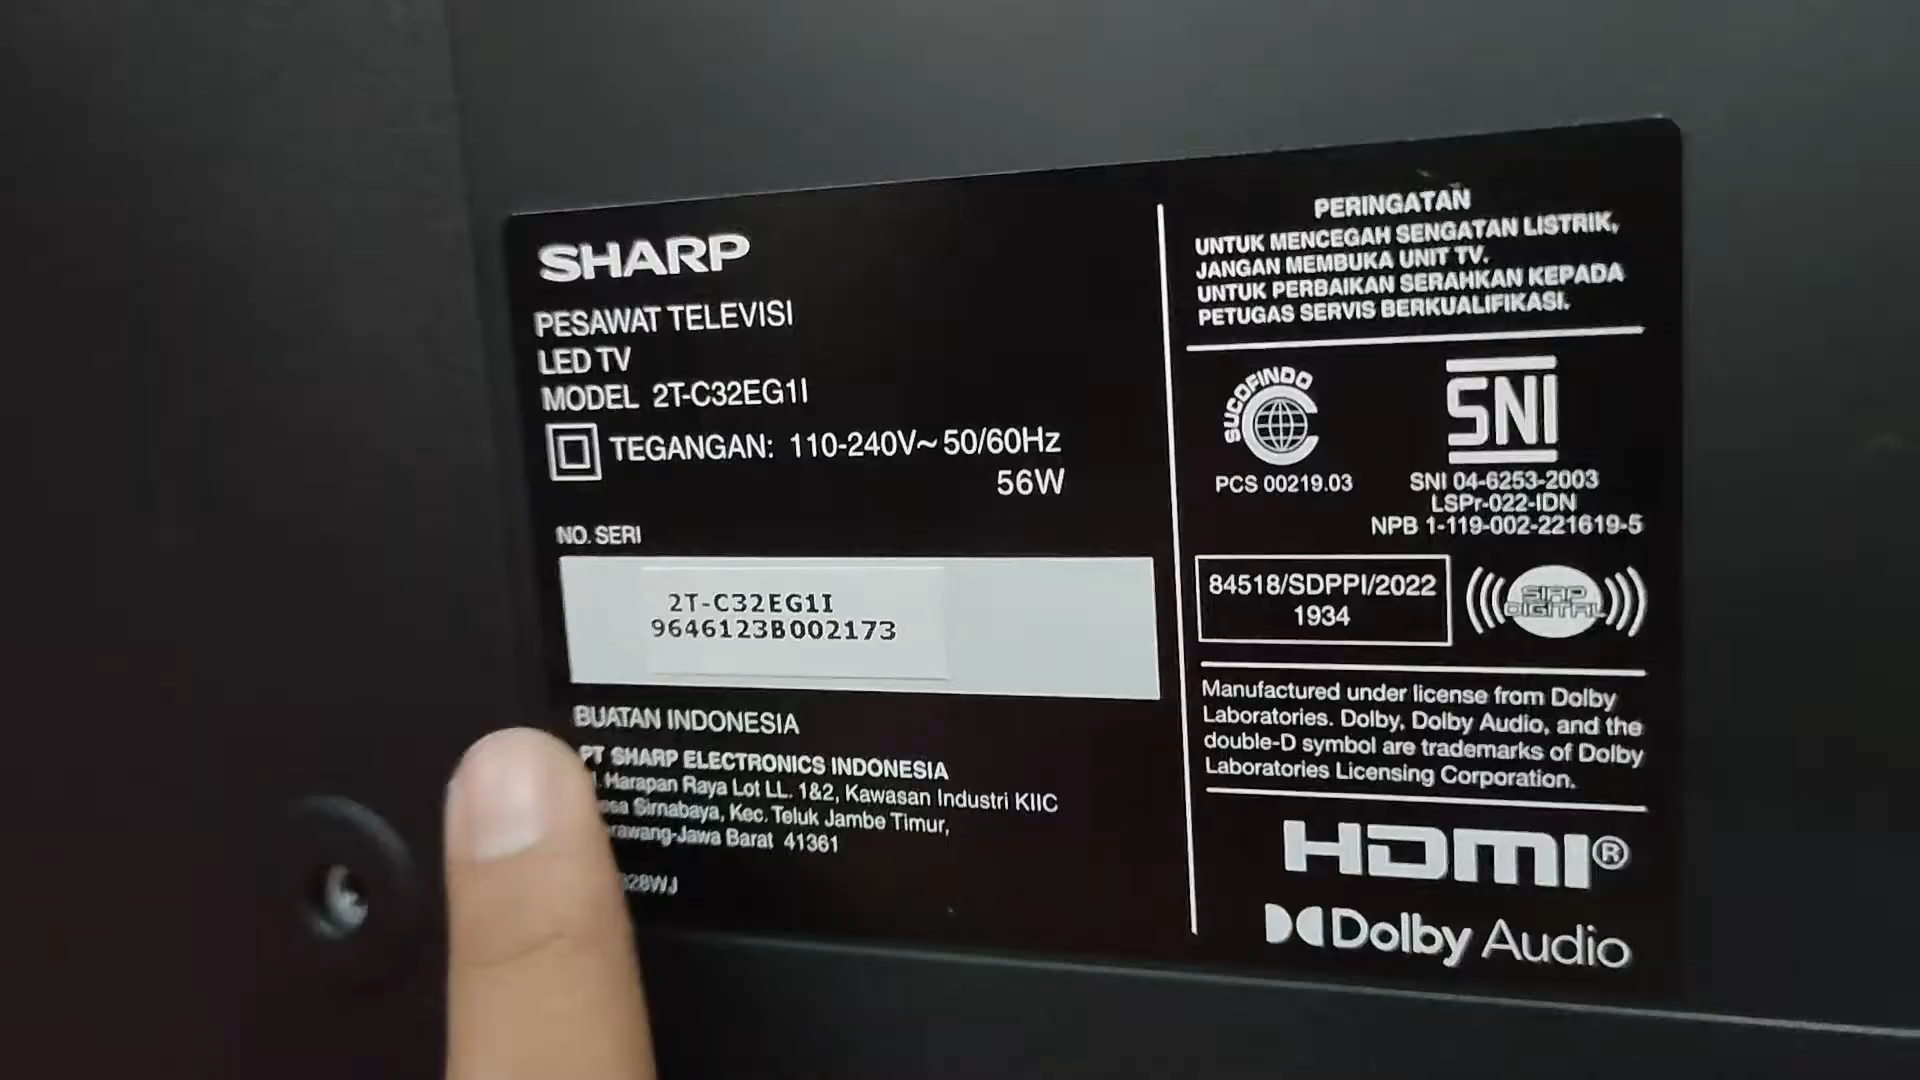 SHARP
PESAWAT TELEVISI
LED TV
MODEL 2T-C32EG1I
TEGANGAN: 110-240V~ 50/60Hz
56W
NO. SERI
2T-C32EG1I
9646123B002173
BUATAN INDONESIA
PT SHARP ELECTRONICS INDONESIA
Harapan Raya Lot LL. 1&2, Kawasan Industri KIIC
Sirnabaya, Kec. Teluk Jambe Timur,
Jawa Barat 41361
PERINGATAN
UNTUK MENCEGAH SENGATAN LISTRIK,
JANGAN MEMBUKA UNIT TV.
UNTUK PERBAIKAN SERAHKAN KEPADA
PETUGAS SERVIS BERKUALIFIKASI.
SUCOFINDO
PCS 00219.03
SNI
SNI 04-6253-2003
LSPr-022-IDN
NPB 1-119-002-221619-5
84518/SDPPI/2022
1934
SIAP
DIGITAL
Manufactured under license from Dolby
Laboratories. Dolby, Dolby Audio, and the
double-D symbol are trademarks of Dolby
Laboratories Licensing Corporation.
HDMI®
Dolby Audio